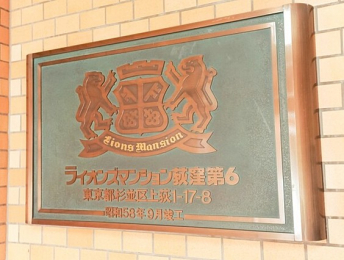 Lions Mansion
ライオンズマンション荻窪第6
東京都杉並区上荻1-17-8
昭和58年9月竣工